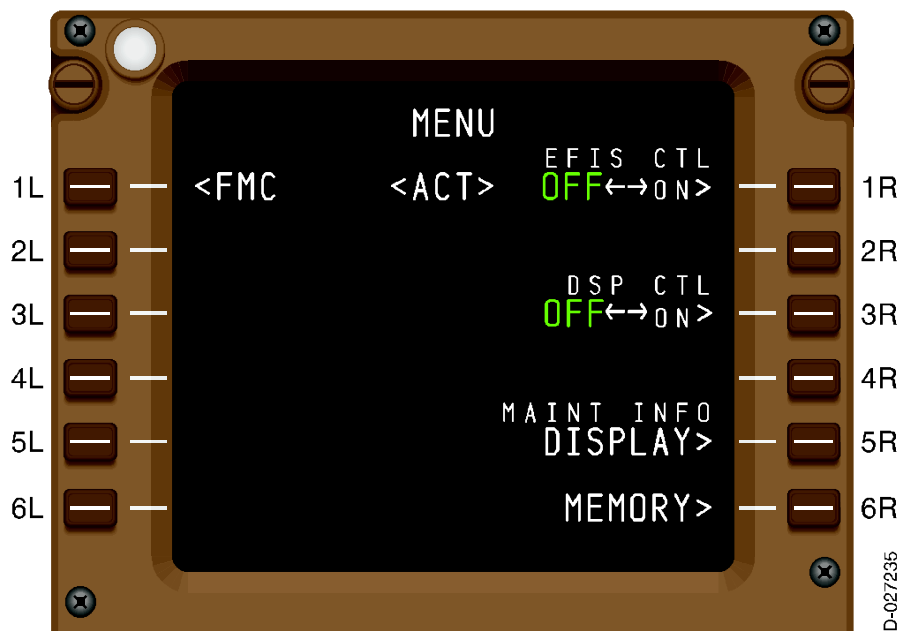 MENU
EFIS CTL
1L <FMC <ACT> OFF←→ON> 1R
2L 2R
DSP CTL
3L OFF←→ON> 3R
4L 4R
MAINT INFO
5L DISPLAY> 5R
6L MEMORY> 6R
D-027235